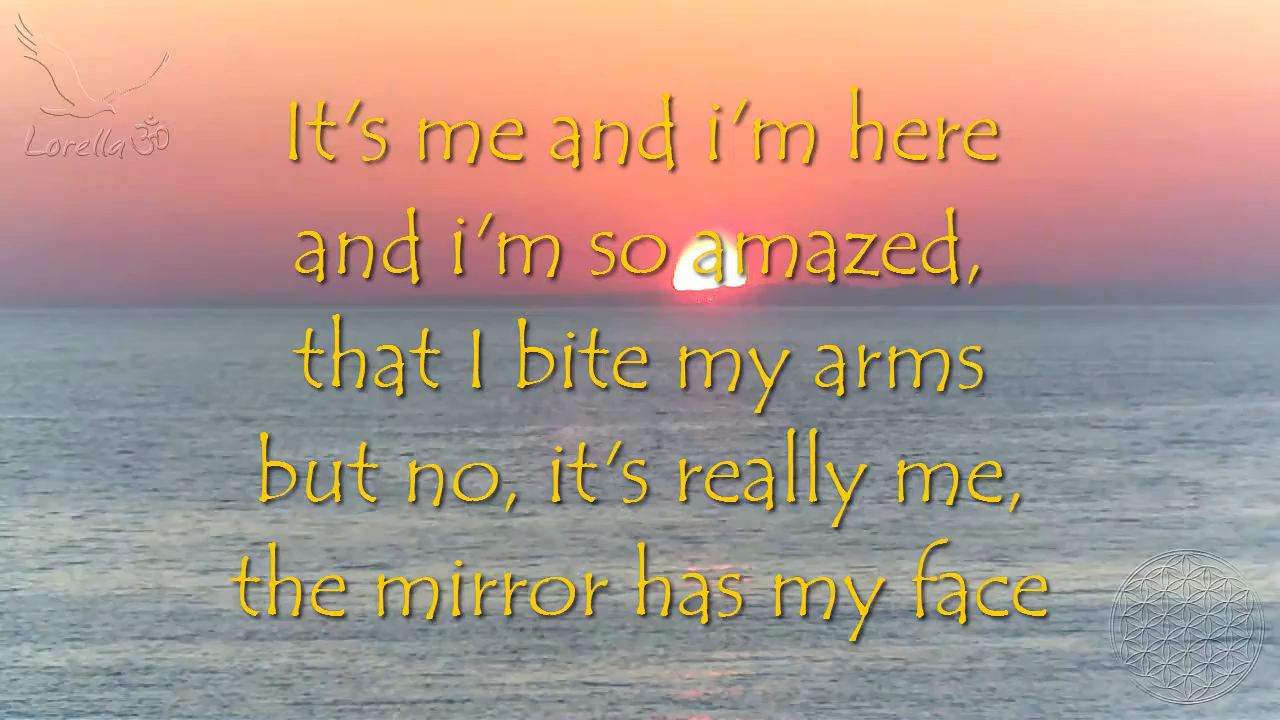 Lorella ॐ
It's me and i'm here
and i'm so amazed,
that I bite my arms
but no, it's really me,
the mirror has my face